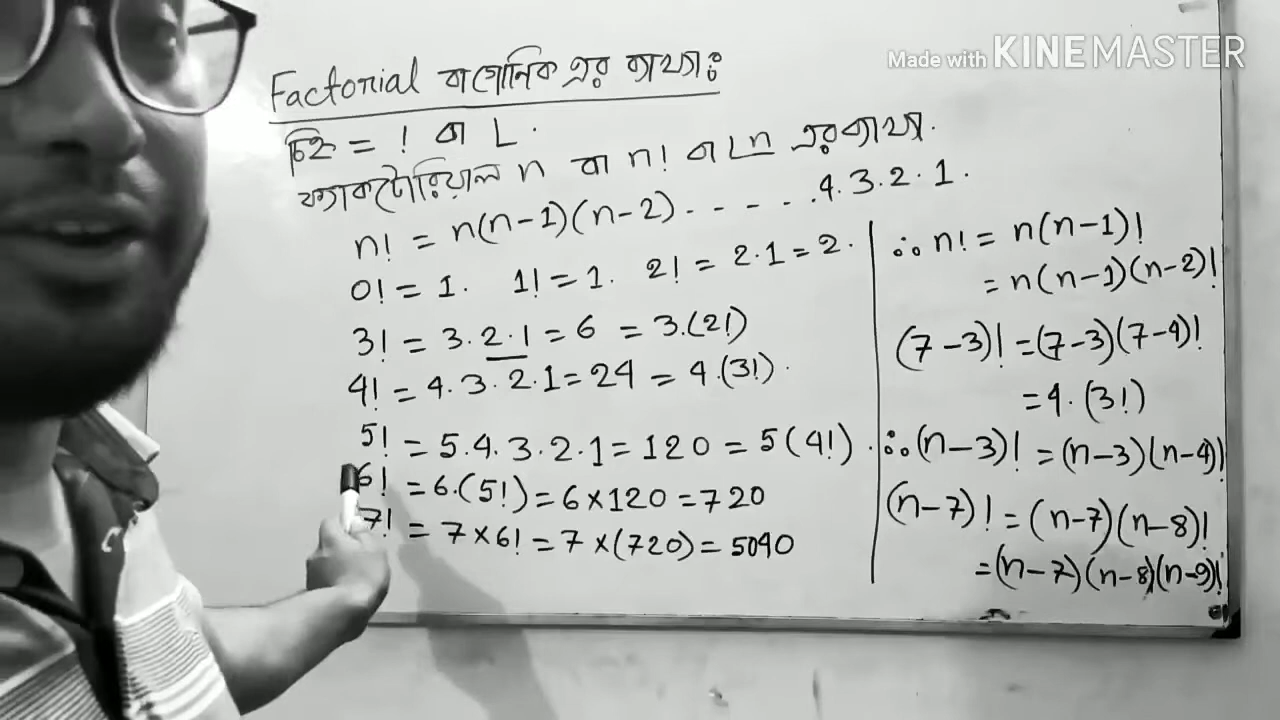 Made with KINEMASTER
Factorial বা গৌনিক এর ব্যাখ্যাঃ
চিহ্ন = ! বা L.
ফ্যাকটোরিয়াল n বা n! বা Ln এর ব্যাখ্যা.
n! = n(n-1)(n-2) - - - - . . 4.3.2.1.
0! = 1. 1! = 1. 2! = 2.1 = 2.
3! = 3.2.1 = 6 = 3.(2!)
4! = 4.3.2.1 = 24 = 4.(3!).
5! = 5.4.3.2.1 = 120 = 5(4!).
6! = 6.(5!) = 6×120 = 720
7! = 7×6! = 7×(720) = 5040
∴ n! = n(n-1)!
= n(n-1)(n-2)!
(7-3)! = (7-3)(7-4)!
= 4.(3!)
∴ (n-3)! = (n-3)(n-4)!
(n-7)! = (n-7)(n-8)!
= (n-7)(n-8)(n-9)!